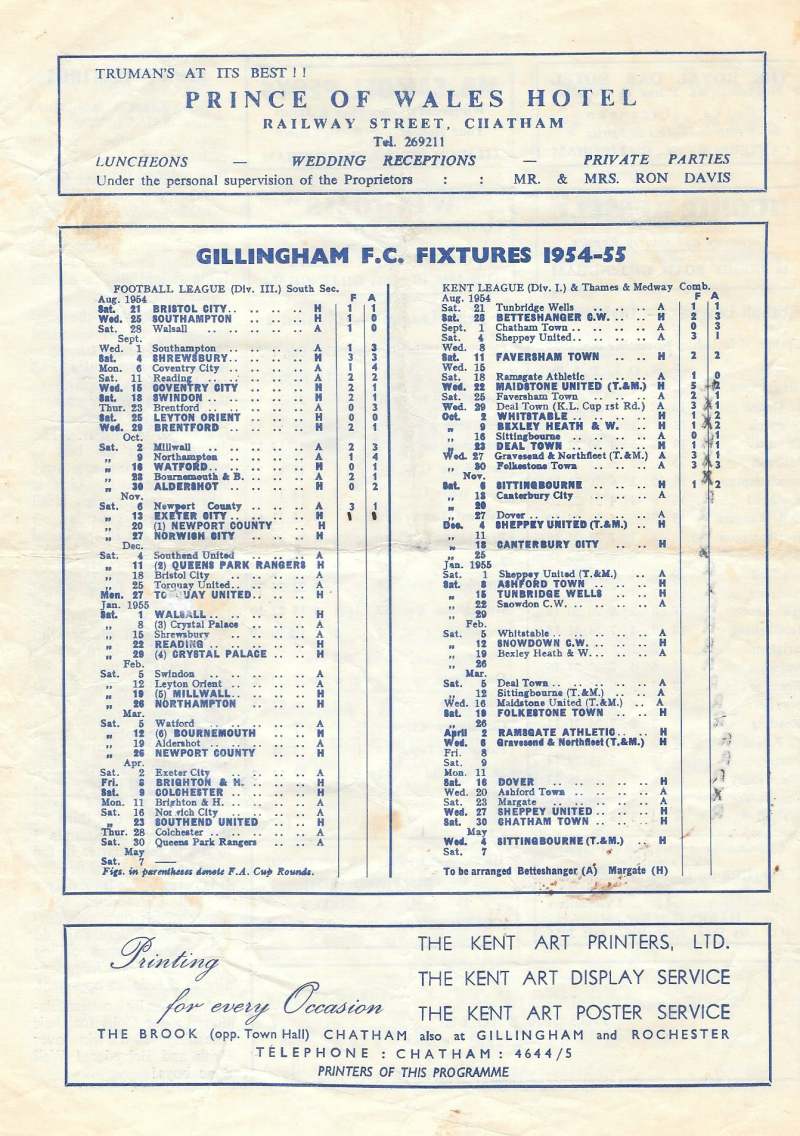 TRUMAN'S AT ITS BEST ! !
PRINCE OF WALES HOTEL
RAILWAY STREET, CHATHAM
Tel. 269211
LUNCHEONS — WEDDING RECEPTIONS — PRIVATE PARTIES
Under the personal supervision of the Proprietors : : MR. & MRS. RON DAVIS
GILLINGHAM F.C. FIXTURES 1954-55
FOOTBALL LEAGUE (Div. III.) South Sec.
F A
Aug. 1954
Sat. 21 BRISTOL CITY .. .. .. .. H 1 1
Wed. 25 SOUTHAMPTON .. .. .. H 1 0
Sat. 28 Walsall .. .. .. .. .. A 1 0
Sept.
Wed. 1 Southampton .. .. .. .. A 1 3
Sat. 4 SHREWSBURY .. .. .. .. H 3 3
Mon. 6 Coventry City .. .. .. .. A 1 4
Sat. 11 Reading .. .. .. .. .. A 2 2
Wed. 15 COVENTRY CITY .. .. .. H 2 1
Sat. 18 SWINDON .. .. .. .. .. H 2 1
Thur. 23 Brentford .. .. .. .. A 0 3
Sat. 25 LEYTON ORIENT .. .. .. H 0 0
Wed. 29 BRENTFORD .. .. .. .. H 2 1
Oct.
Sat. 2 Millwall .. .. .. .. .. A 2 3
„ 9 Northampton .. .. .. .. A 1 4
„ 16 WATFORD .. .. .. .. .. H 0 1
„ 23 Bournemouth & B. .. .. .. A 2 1
„ 30 ALDERSHOT .. .. .. .. H 0 2
Nov.
Sat. 6 Newport County .. .. .. A 3 1
„ 13 EXETER CITY .. .. .. .. H
„ 20 (1) NEWPORT COUNTY .. H
„ 27 NORWICH CITY .. .. .. H
Dec.
Sat. 4 Southend United .. .. .. A
„ 11 (2) QUEENS PARK RANGERS H
„ 18 Bristol City .. .. .. .. A
„ 25 Torquay United .. .. .. .. A
Mon. 27 TORQUAY UNITED .. .. .. H
Jan. 1955
Sat. 1 WALSALL .. .. .. .. .. H
„ 8 (3) Crystal Palace .. .. .. A
„ 15 Shrewsbury .. .. .. .. A
„ 22 READING .. .. .. .. .. H
„ 29 (4) CRYSTAL PALACE .. .. H
Feb.
Sat. 5 Swindon .. .. .. .. .. A
„ 12 Leyton Orient .. .. .. .. A
„ 19 (5) MILLWALL .. .. .. .. H
„ 26 NORTHAMPTON .. .. .. H
Mar.
Sat. 5 Watford .. .. .. .. .. A
„ 12 (6) BOURNEMOUTH .. .. H
„ 19 Aldershot .. .. .. .. .. A
„ 26 NEWPORT COUNTY .. .. H
Apr.
Sat. 2 Exeter City .. .. .. .. A
Fri. 8 BRIGHTON & H. .. .. .. H
Sat. 9 COLCHESTER .. .. .. .. H
Mon. 11 Brighton & H. .. .. .. .. A
Sat. 16 Norwich City .. .. .. .. A
„ 23 SOUTHEND UNITED .. .. H
Thur. 28 Colchester .. .. .. .. .. A
Sat. 30 Queens Park Rangers .. .. A
May
Sat. 7 ——
Figs. in parentheses denote F.A. Cup Rounds.
KENT LEAGUE (Div. I.) & Thames & Medway Comb.
F A
Aug. 1954
Sat. 21 Tunbridge Wells .. .. .. A 1 1
Sat. 28 BETTESHANGER C.W. .. .. H 2 3
Sept. 1 Chatham Town .. .. .. .. A 0 3
Sat. 4 Sheppey United .. .. .. .. A 3 1
Wed. 8
Sat. 11 FAVERSHAM TOWN .. .. H 2 2
Wed. 15
Sat. 18 Ramsgate Athletic .. .. .. A 1 0
Wed. 22 MAIDSTONE UNITED (T.&M.) H 5 2
Sat. 25 Faversham Town .. .. .. A 2 1
Wed. 29 Deal Town (K.L. Cup 1st Rd.) A 3 1
Oct. 2 WHITSTABLE .. .. .. .. H 1 2
„ 9 BEXLEY HEATH & W. .. .. H 1 2
„ 16 Sittingbourne .. .. .. .. A 0 1
„ 23 DEAL TOWN .. .. .. .. H 1 1
Wed. 27 Gravesend & Northfleet (T.&M.) A 3 1
„ 30 Folkestone Town .. .. .. A 3 3
Nov.
Sat. 6 SITTINGBOURNE .. .. .. H 1 2
„ 13 Canterbury City .. .. .. A
„ 20
„ 27 Dover .. .. .. .. .. .. A
Dec. 4 SHEPPEY UNITED (T.&M.) .. H
„ 11
„ 18 CANTERBURY CITY .. .. H
„ 25
Jan. 1955
Sat. 1 Sheppey United (T.&M.) .. A
Sat. 8 ASHFORD TOWN .. .. .. H
„ 15 TUNBRIDGE WELLS .. .. H
„ 22 Snowdon C.W. .. .. .. .. A
„ 29
Feb.
Sat. 5 Whitstable .. .. .. .. .. A
„ 12 SNOWDOWN C.W. .. .. .. H
„ 19 Bexley Heath & W. .. .. .. A
„ 26
Mar.
Sat. 5 Deal Town .. .. .. .. .. A
„ 12 Sittingbourne (T.&M.) .. .. A
Wed. 16 Maidstone United (T.&M.) .. A
Sat. 19 FOLKESTONE TOWN .. .. H
„ 26
April 2 RAMSGATE ATHLETIC .. .. H
Wed. 6 Gravesend & Northfleet (T.&M.) H
Fri. 8
Sat. 9
Mon. 11
Sat. 16 DOVER .. .. .. .. .. H
Wed. 20 Ashford Town .. .. .. .. A
Sat. 23 Margate .. .. .. .. .. A
Wed. 27 SHEPPEY UNITED .. .. .. H
Sat. 30 CHATHAM TOWN .. .. .. H
May
Wed. 4 SITTINGBOURNE (T.&M.) .. H
Sat. 7
To be arranged Betteshanger (A) Margate (H)
Printing
for every Occasion
THE KENT ART PRINTERS, LTD.
THE KENT ART DISPLAY SERVICE
THE KENT ART POSTER SERVICE
THE BROOK (opp. Town Hall) CHATHAM also at GILLINGHAM and ROCHESTER
TELEPHONE : CHATHAM : 4644/5
PRINTERS OF THIS PROGRAMME